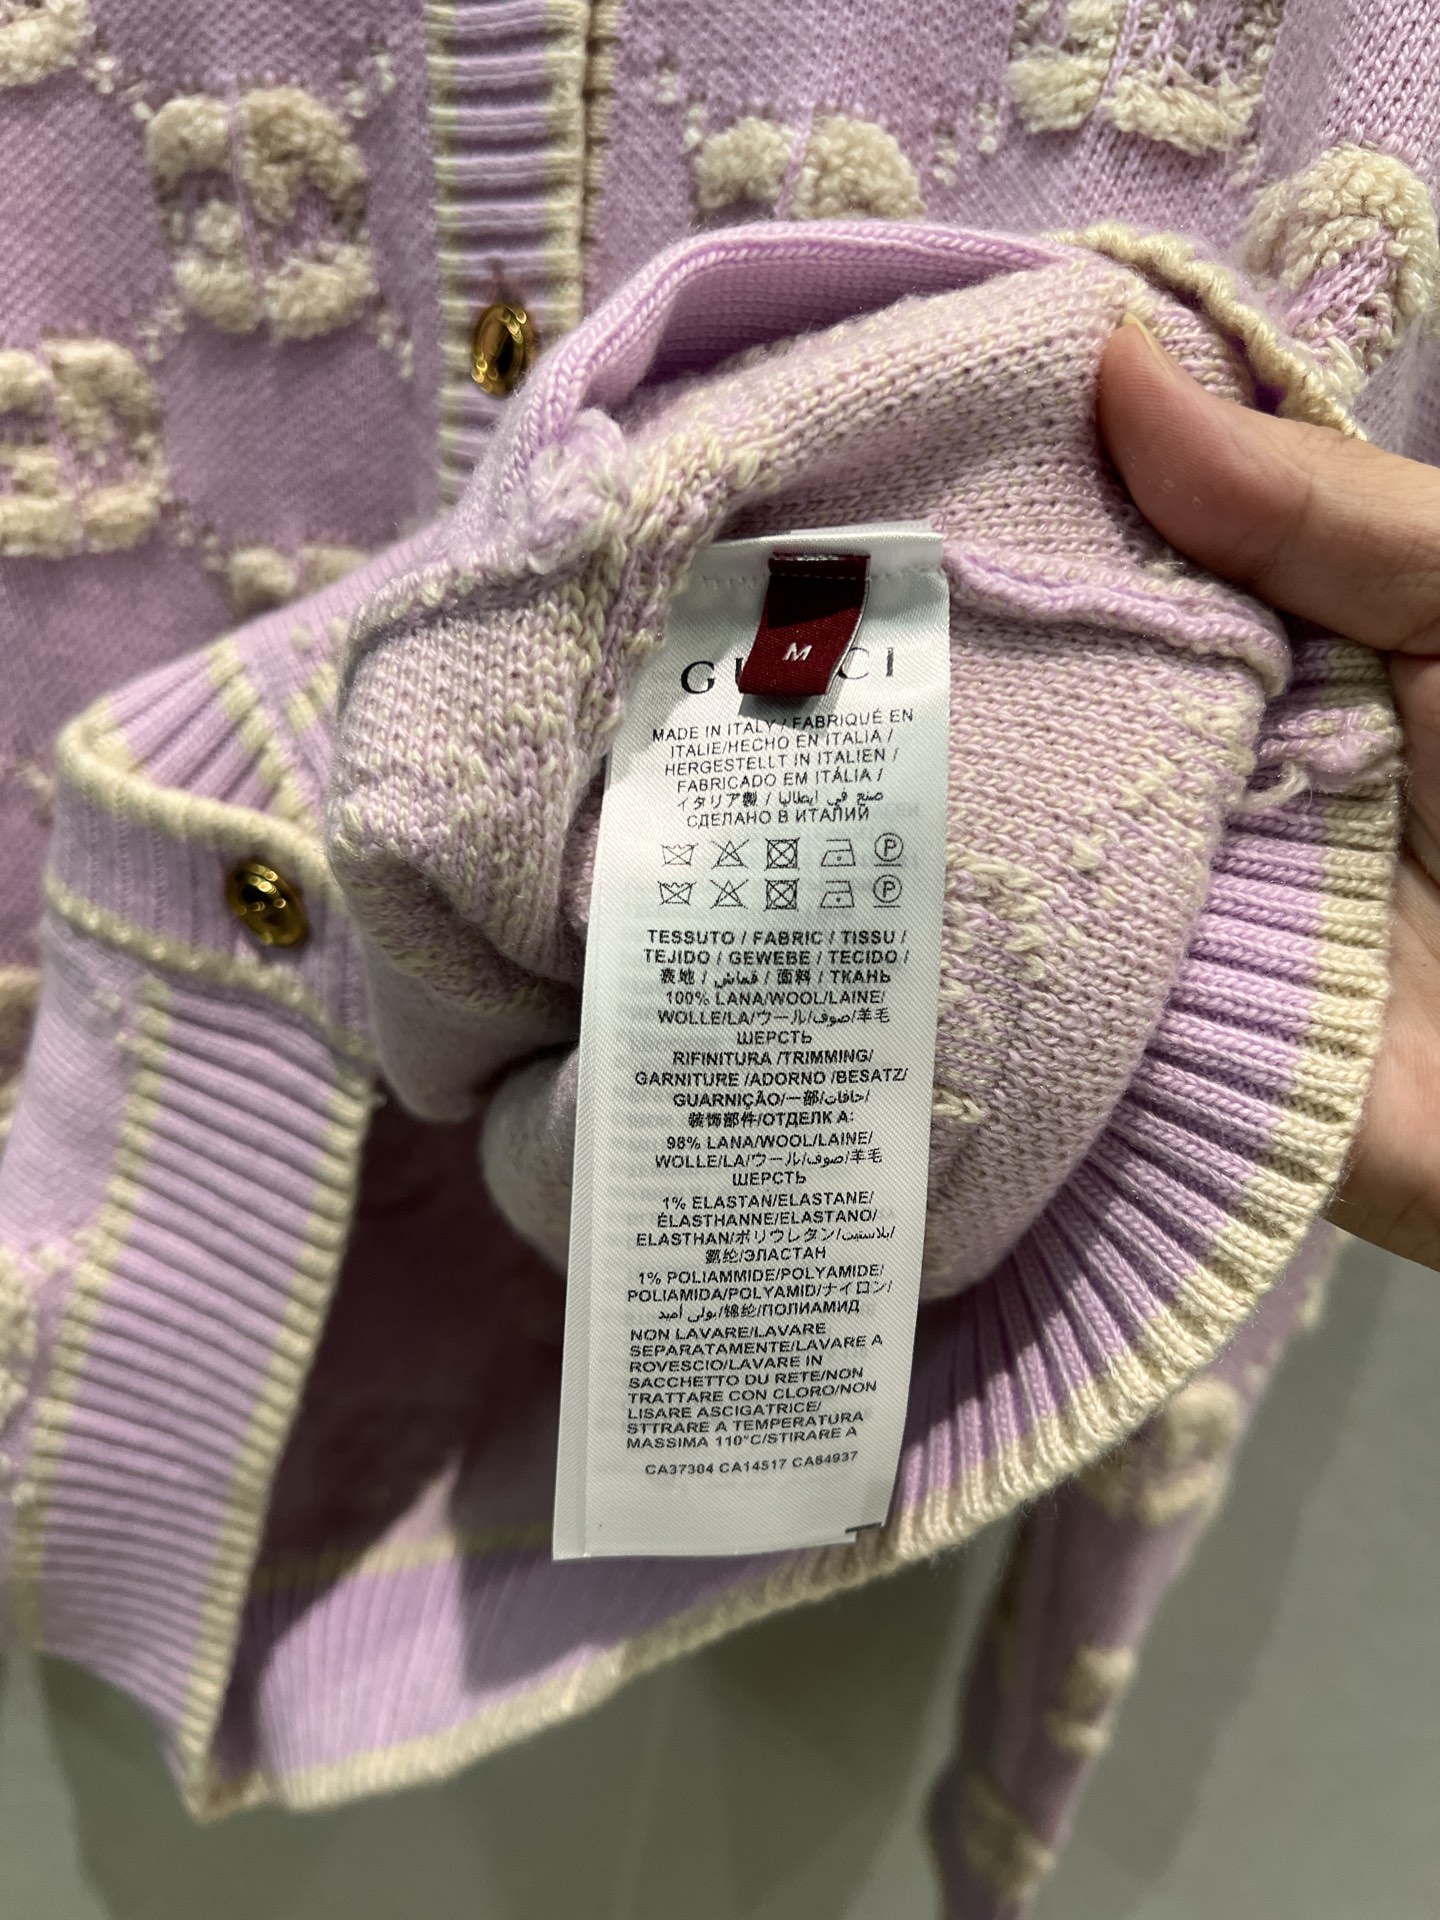 M
GUCCI
MADE IN ITALY / FABRIQUÉ EN
ITALIE/HECHO EN ITALIA /
HERGESTELLT IN ITALIEN /
FABRICADO EM ITÁLIA /
イタリア製 / صنع في ايطاليا
СДЕЛАНО В ИТАЛИЙ
P
P
TESSUTO / FABRIC / TISSU /
TEJIDO / GEWEBE / TECIDO /
表地 / قماش / 面料 / ТКАНЬ
100% LANA/WOOL/LAINE/
WOLLE/LA/ウール/صوف/羊毛
ШЕРСТЬ
RIFINITURA /TRIMMING/
GARNITURE /ADORNO /BESATZ/
GUARNIÇÃO/一部/حافات/
装饰部件/ОТДЕЛК А:
98% LANA/WOOL/LAINE/
WOLLE/LA/ウール/صوف/羊毛
ШЕРСТЬ
1% ELASTAN/ELASTANE/
ÉLASTHANNE/ELASTANO/
ELASTHAN/ポリウレタン/بلاستيين/
氨纶/ЭЛАСТАН
1% POLIAMMIDE/POLYAMIDE/
POLIAMIDA/POLYAMID/ナイロン/
بولي أميد/锦纶/ПОЛИАМИД
NON LAVARE/LAVARE
SEPARATAMENTE/LAVARE A
ROVESCIO/LAVARE IN
SACCHETTO DU RETE/NON
TRATTARE CON CLORO/NON
LISARE ASCIGATRICE/
STTRARE A TEMPERATURA
MASSIMA 110°C/STIRARE A
CA37304 CA14517 CA84937